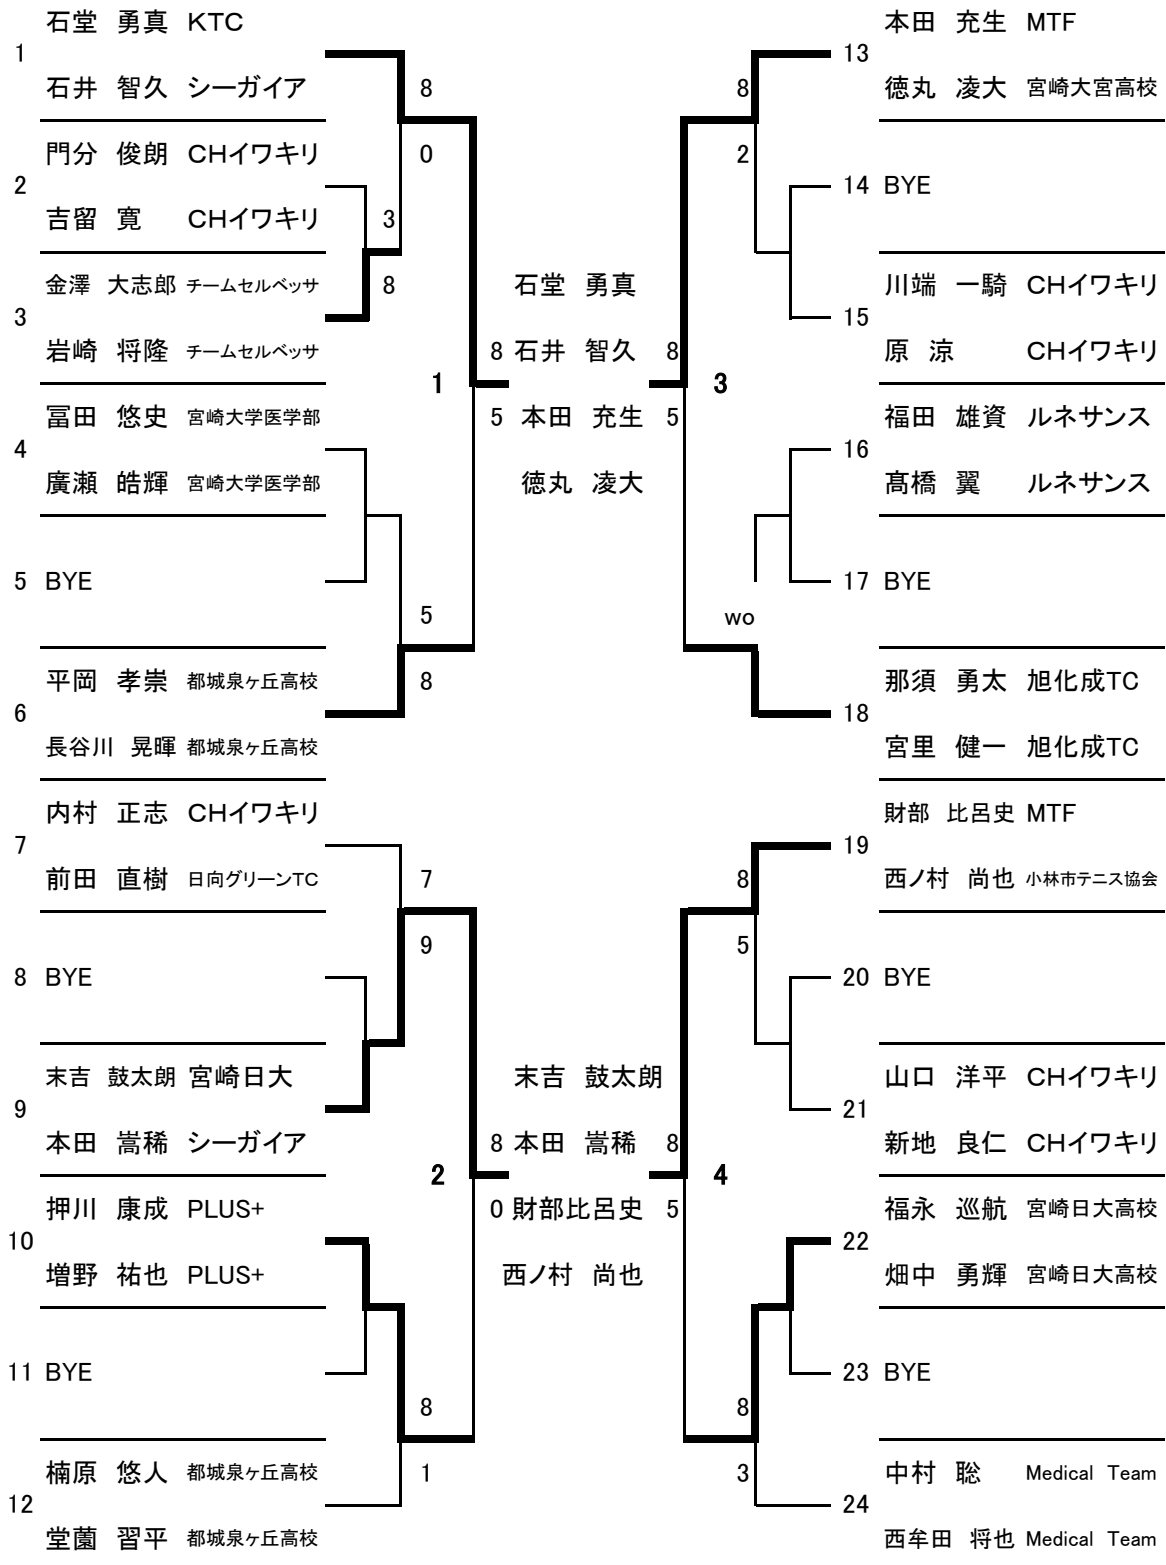 石堂 勇真 KTC
1
石井 智久 シーガイア
門分 俊朗 CHイワキリ
2
吉留 寛 CHイワキリ
金澤 大志郎 チームセルベッサ
3
岩崎 将隆 チームセルベッサ
冨田 悠史 宮崎大学医学部
4
廣瀬 皓輝 宮崎大学医学部
5 BYE
平岡 孝崇 都城泉ヶ丘高校
6
長谷川 晃暉 都城泉ヶ丘高校
内村 正志 CHイワキリ
7
前田 直樹 日向グリーンTC
8 BYE
末吉 鼓太朗 宮崎日大
9
本田 嵩稀 シーガイア
押川 康成 PLUS+
10
増野 祐也 PLUS+
11 BYE
楠原 悠人 都城泉ヶ丘高校
12
堂薗 習平 都城泉ヶ丘高校
8
0
3
8
5
8
7
9
8
1
1
2
石堂 勇真
8 石井 智久 8
5 本田 充生 5
徳丸 凌大
末吉 鼓太朗
8 本田 嵩稀 8
0 財部比呂史 5
西ノ村 尚也
3
4
8
2
wo
8
5
8
3
本田 充生 MTF
13
徳丸 凌大 宮崎大宮高校
14 BYE
川端 一騎 CHイワキリ
15
原 涼 CHイワキリ
福田 雄資 ルネサンス
16
髙橋 翼 ルネサンス
17 BYE
那須 勇太 旭化成TC
18
宮里 健一 旭化成TC
財部 比呂史 MTF
19
西ノ村 尚也 小林市テニス協会
20 BYE
山口 洋平 CHイワキリ
21
新地 良仁 CHイワキリ
福永 巡航 宮崎日大高校
22
畑中 勇輝 宮崎日大高校
23 BYE
中村 聡 Medical Team
24
西牟田 将也 Medical Team